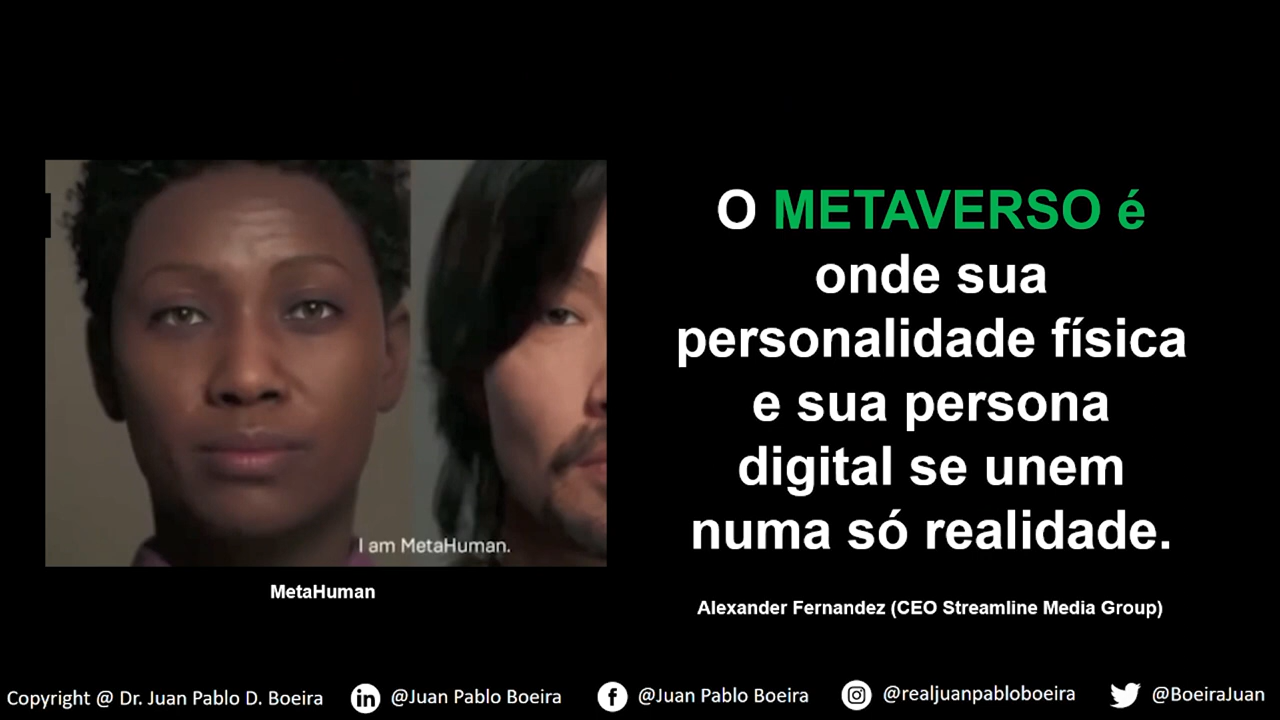 I am MetaHuman.
MetaHuman
O METAVERSO é
onde sua
personalidade física
e sua persona
digital se unem
numa só realidade.
Alexander Fernandez (CEO Streamline Media Group)
Copyright @ Dr. Juan Pablo D. Boeira in @Juan Pablo Boeira f @Juan Pablo Boeira @realjuanpabloboeira @BoeiraJuan